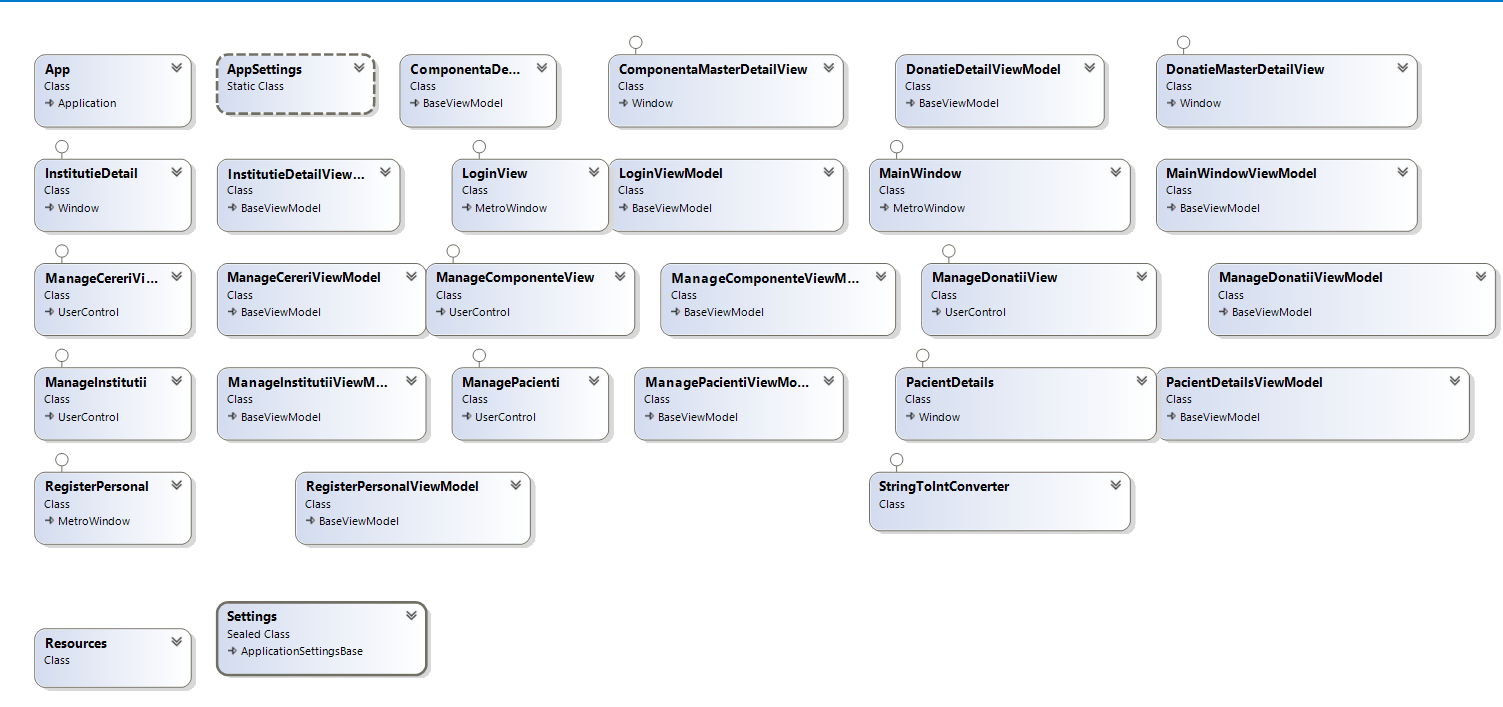 App
Class
Application
AppSettings
Static Class
ComponentaDe...
Class
BaseViewModel
ComponentaMasterDetailView
Class
Window
DonatieDetailViewModel
Class
BaseViewModel
DonatieMasterDetailView
Class
Window
InstitutieDetail
Class
Window
InstitutieDetailView...
Class
BaseViewModel
LoginView
Class
MetroWindow
LoginViewModel
Class
BaseViewModel
MainWindow
Class
MetroWindow
MainWindowViewModel
Class
BaseViewModel
ManageCereriVi...
Class
UserControl
ManageCereriViewModel
Class
BaseViewModel
ManageComponenteView
Class
UserControl
ManageComponenteViewM...
Class
BaseViewModel
ManageDonatiiView
Class
UserControl
ManageDonatiiViewModel
Class
BaseViewModel
ManageInstitutii
Class
UserControl
ManageInstitutiiViewM...
Class
BaseViewModel
ManagePacienti
Class
UserControl
ManagePacientiViewMo...
Class
BaseViewModel
PacientDetails
Class
Window
PacientDetailsViewModel
Class
BaseViewModel
RegisterPersonal
Class
MetroWindow
RegisterPersonalViewModel
Class
BaseViewModel
StringToIntConverter
Class
Resources
Class
Settings
Sealed Class
ApplicationSettingsBase